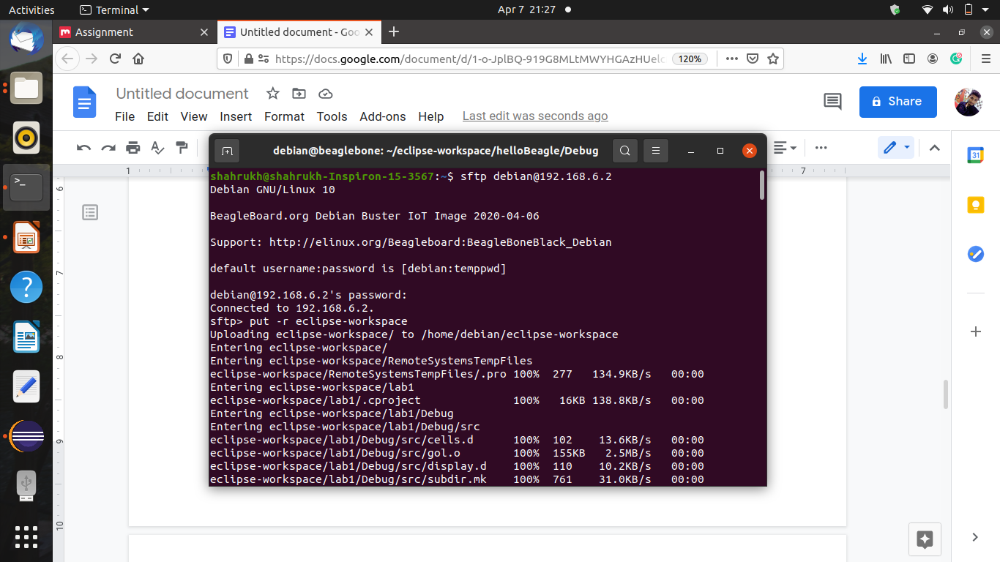 Activities
Terminal
Apr 7 21:27
Assignment
Untitled document - Goo
https://docs.google.com/document/d/1-o-JplBQ-919G8MLtMWYHGAzHUelc
120%
Untitled document
File Edit View Insert Format Tools Add-ons Help Last edit was seconds ago
Share
1
7
debian@beaglebone: ~/eclipse-workspace/helloBeagle/Debug
shahrukh@shahrukh-Inspiron-15-3567:~$ sftp debian@192.168.6.2
Debian GNU/Linux 10
BeagleBoard.org Debian Buster IoT Image 2020-04-06
Support: http://elinux.org/Beagleboard:BeagleBoneBlack_Debian
default username:password is [debian:temppwd]
debian@192.168.6.2's password:
Connected to 192.168.6.2.
sftp> put -r eclipse-workspace
Uploading eclipse-workspace/ to /home/debian/eclipse-workspace
Entering eclipse-workspace/
Entering eclipse-workspace/RemoteSystemsTempFiles
eclipse-workspace/RemoteSystemsTempFiles/.pro 100% 277 134.9KB/s 00:00
Entering eclipse-workspace/lab1
eclipse-workspace/lab1/.cproject 100% 16KB 138.8KB/s 00:00
Entering eclipse-workspace/lab1/Debug
Entering eclipse-workspace/lab1/Debug/src
eclipse-workspace/lab1/Debug/src/cells.d 100% 102 13.6KB/s 00:00
eclipse-workspace/lab1/Debug/src/gol.o 100% 155KB 2.5MB/s 00:00
eclipse-workspace/lab1/Debug/src/display.d 100% 110 10.2KB/s 00:00
eclipse-workspace/lab1/Debug/src/subdir.mk 100% 761 31.0KB/s 00:00
6
7
8
9
10
31